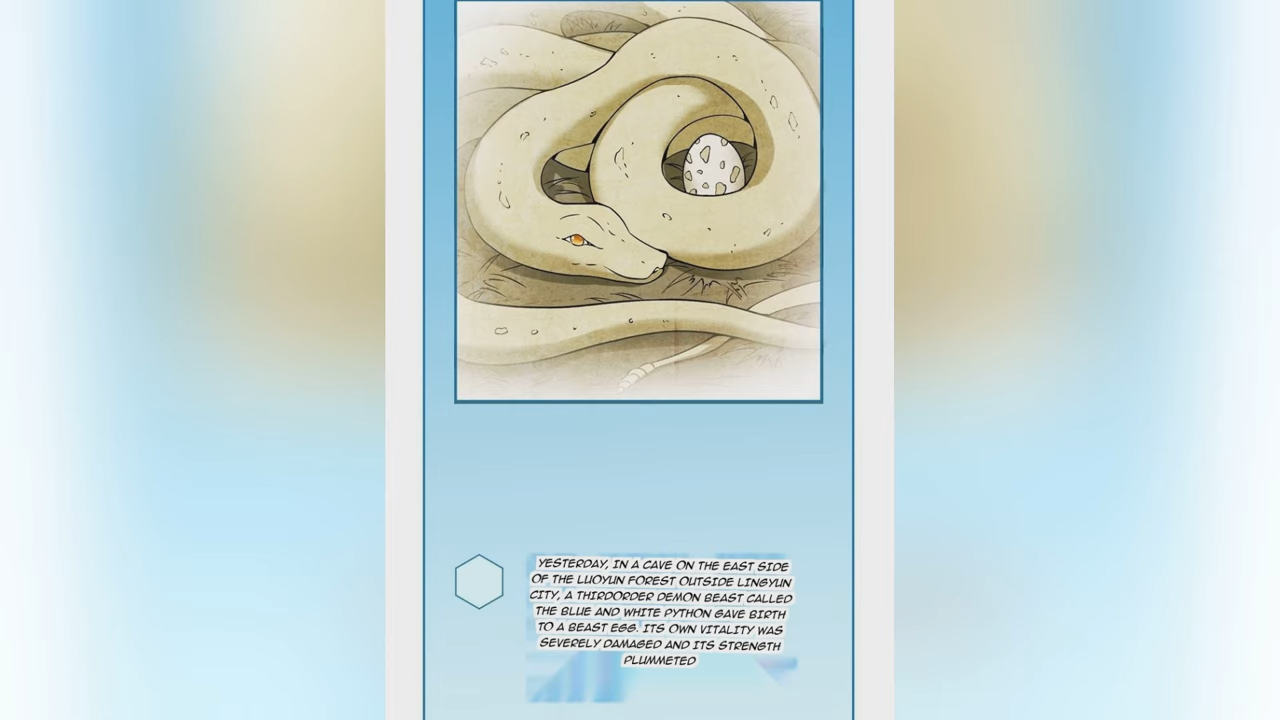 YESTERDAY, IN A CAVE ON THE EAST SIDE
OF THE LUOYUN FOREST OUTSIDE LINGYUN
CITY, A THIRDORDER DEMON BEAST CALLED
THE BLUE AND WHITE PYTHON GAVE BIRTH
TO A BEAST EGG. ITS OWN VITALITY WAS
SEVERELY DAMAGED AND ITS STRENGTH
PLUMMETED